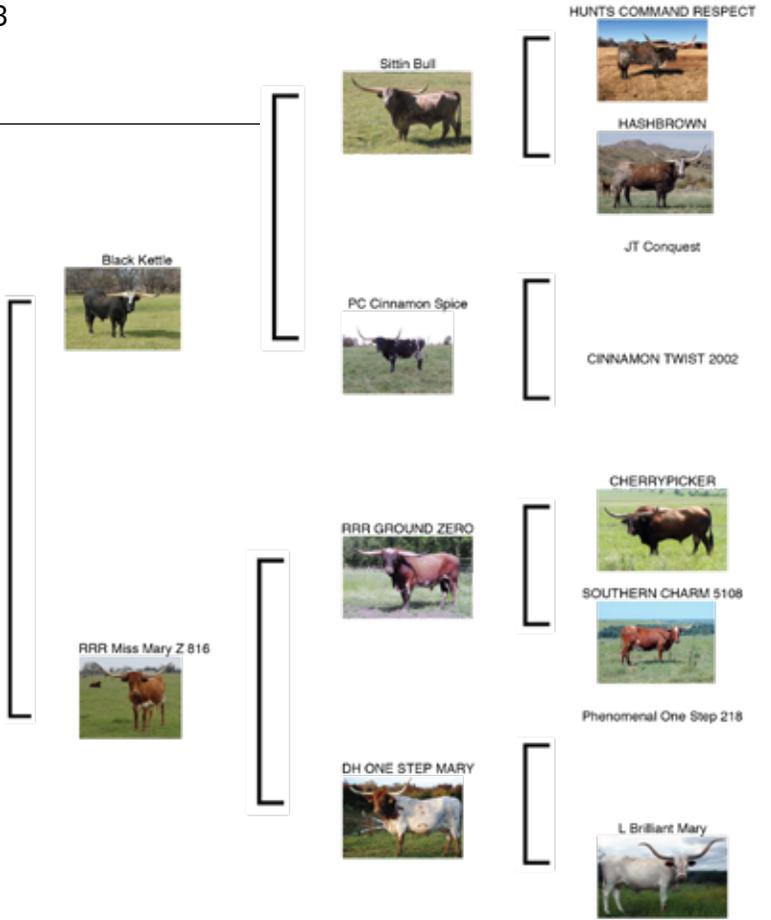 3
HUNTS COMMAND RESPECT
Sittin Bull
HASHBROWN
JT Conquest
Black Kettle
PC Cinnamon Spice
CINNAMON TWIST 2002
CHERRYPICKER
RRR GROUND ZERO
SOUTHERN CHARM 5108
RRR Miss Mary Z 816
Phenomenal One Step 218
DH ONE STEP MARY
L Brilliant Mary